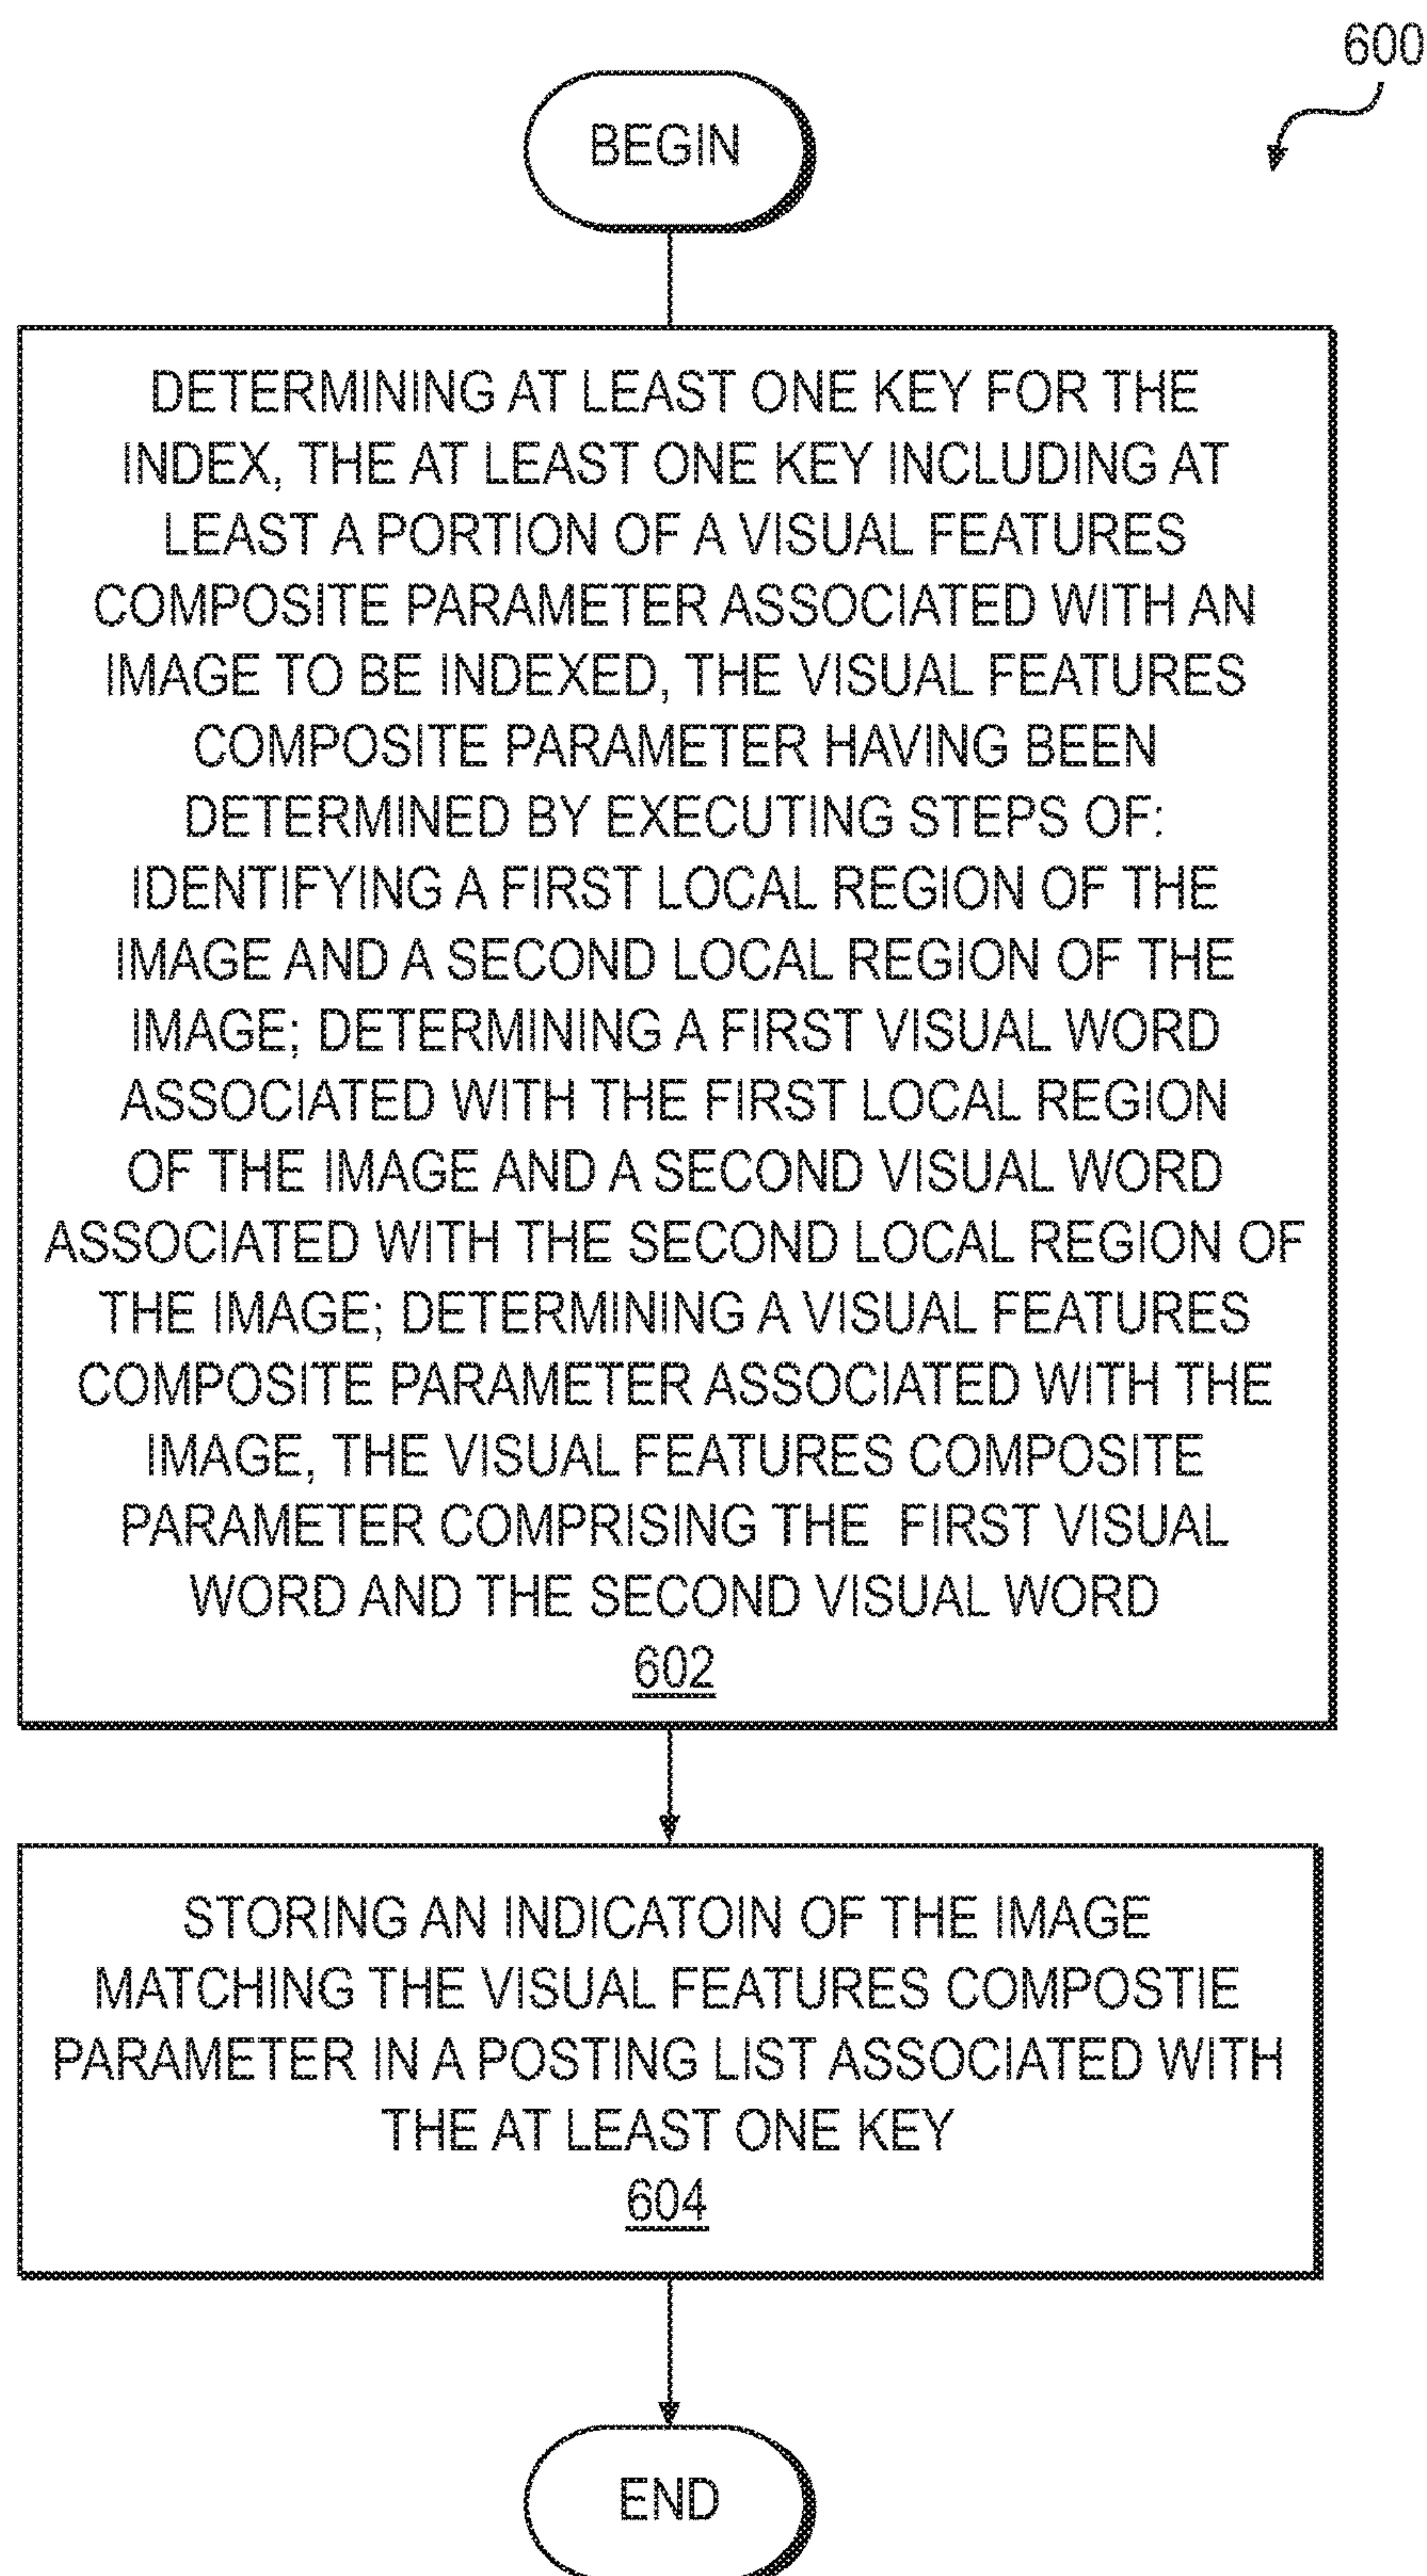 600
BEGIN
DETERMINING AT LEAST ONE KEY FOR THE
INDEX, THE AT LEAST ONE KEY INCLUDING AT
LEAST A PORTION OF A VISUAL FEATURES
COMPOSITE PARAMETER ASSOCIATED WITH AN
IMAGE TO BE INDEXED, THE VISUAL FEATURES
COMPOSITE PARAMETER HAVING BEEN
DETERMINED BY EXECUTING STEPS OF:
IDENTIFYING A FIRST LOCAL REGION OF THE
IMAGE AND A SECOND LOCAL REGION OF THE
IMAGE; DETERMINING A FIRST VISUAL WORD
ASSOCIATED WITH THE FIRST LOCAL REGION
OF THE IMAGE AND A SECOND VISUAL WORD
ASSOCIATED WITH THE SECOND LOCAL REGION OF
THE IMAGE; DETERMINING A VISUAL FEATURES
COMPOSITE PARAMETER ASSOCIATED WITH THE
IMAGE, THE VISUAL FEATURES COMPOSITE
PARAMETER COMPRISING THE FIRST VISUAL
WORD AND THE SECOND VISUAL WORD
602
STORING AN INDICATOIN OF THE IMAGE
MATCHING THE VISUAL FEATURES COMPOSTIE
PARAMETER IN A POSTING LIST ASSOCIATED WITH
THE AT LEAST ONE KEY
604
END